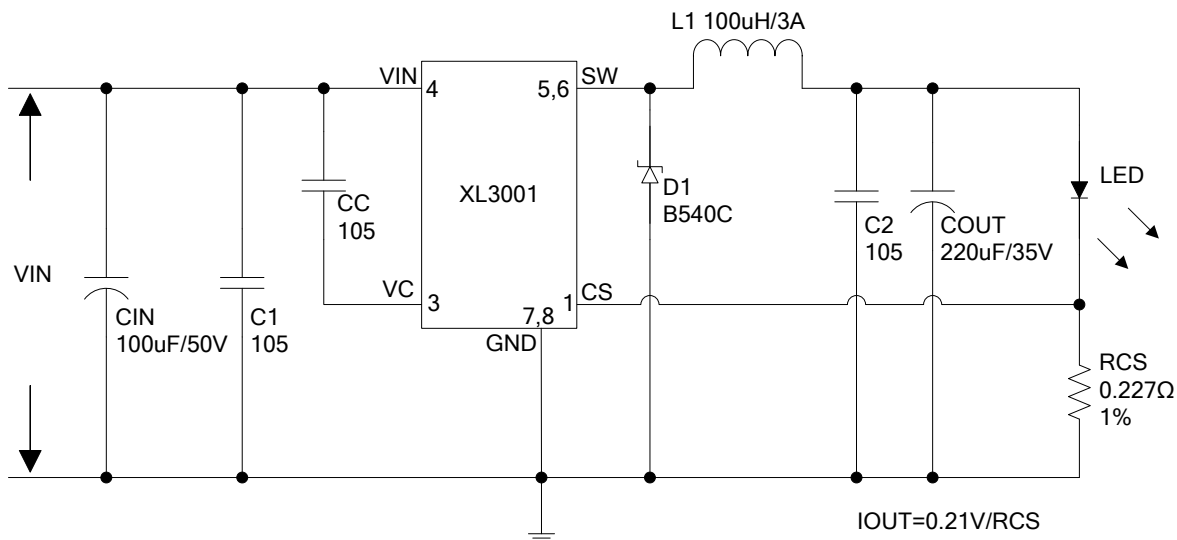 L1 100uH/3A
VIN
4
5,6
SW
XL3001
CC
105
D1
B540C
LED
C2
105
COUT
220uF/35V
VIN
VC
3
1
CS
7,8
GND
CIN
100uF/50V
C1
105
RCS
0.227Ω
1%
IOUT=0.21V/RCS